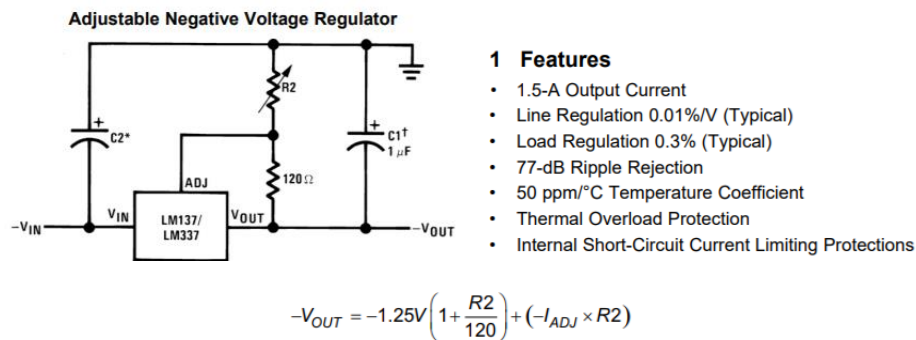 Adjustable Negative Voltage Regulator
R2
C2*
C1†
1 μF
120Ω
ADJ
-VIN
VIN
LM137/
LM337
VOUT
-VOUT
1 Features
• 1.5-A Output Current
• Line Regulation 0.01%/V (Typical)
• Load Regulation 0.3% (Typical)
• 77-dB Ripple Rejection
• 50 ppm/°C Temperature Coefficient
• Thermal Overload Protection
• Internal Short-Circuit Current Limiting Protections
-VOUT = -1.25V(1+R2/120)+(-IADJ × R2)